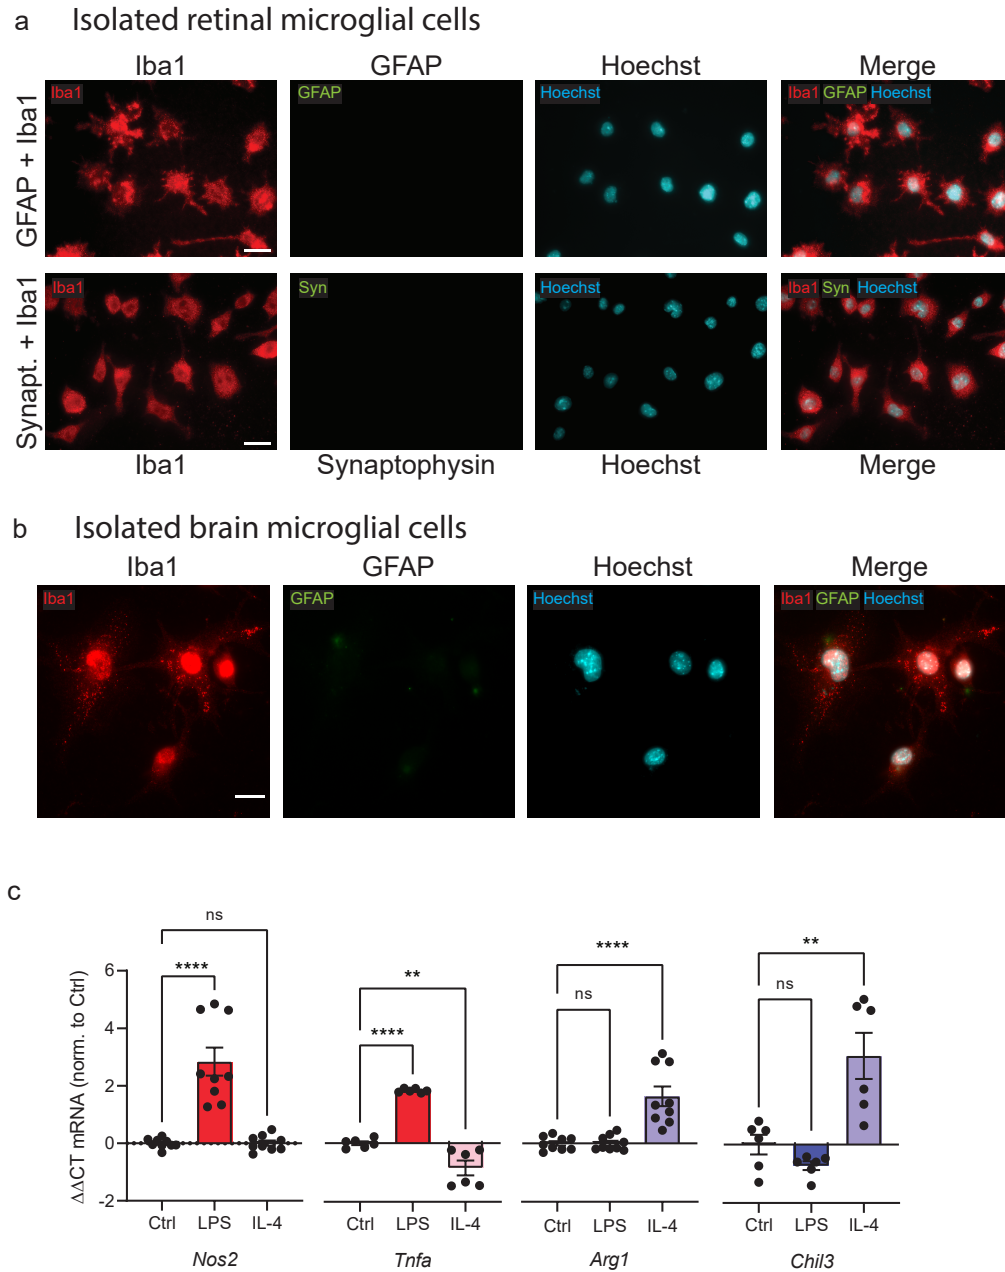 a Isolated retinal microglial cells
Iba1 GFAP Hoechst Merge
GFAP + Iba1
Iba1 GFAP Hoechst Iba1 GFAP Hoechst
Synapt. + Iba1
Iba1 Syn Hoechst Iba1 Syn Hoechst
Iba1 Synaptophysin Hoechst Merge
b Isolated brain microglial cells
Iba1 GFAP Hoechst Merge
Iba1 GFAP Hoechst Iba1 GFAP Hoechst
c
ΔΔCT mRNA (norm. to Ctrl)
6
4
2
0
-2
ns
****
Ctrl LPS IL-4
Nos2
**
****
Ctrl LPS IL-4
Tnfa
****
ns
Ctrl LPS IL-4
Arg1
**
ns
Ctrl LPS IL-4
Chil3